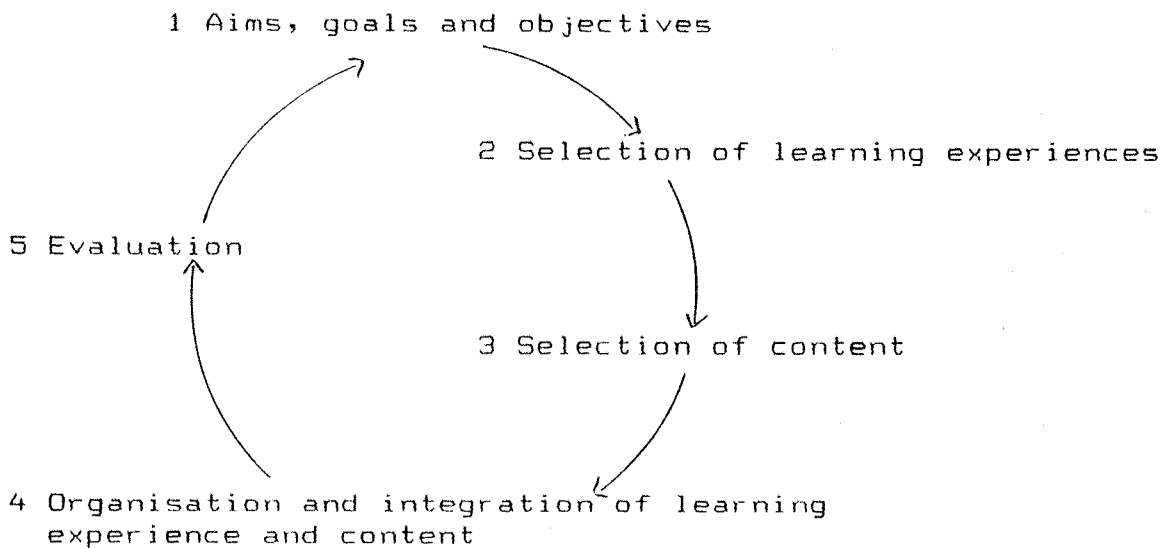 1 Aims, goals and objectives
2 Selection of learning experiences
5 Evaluation
3 Selection of content
4 Organisation and integration of learning
experience and content